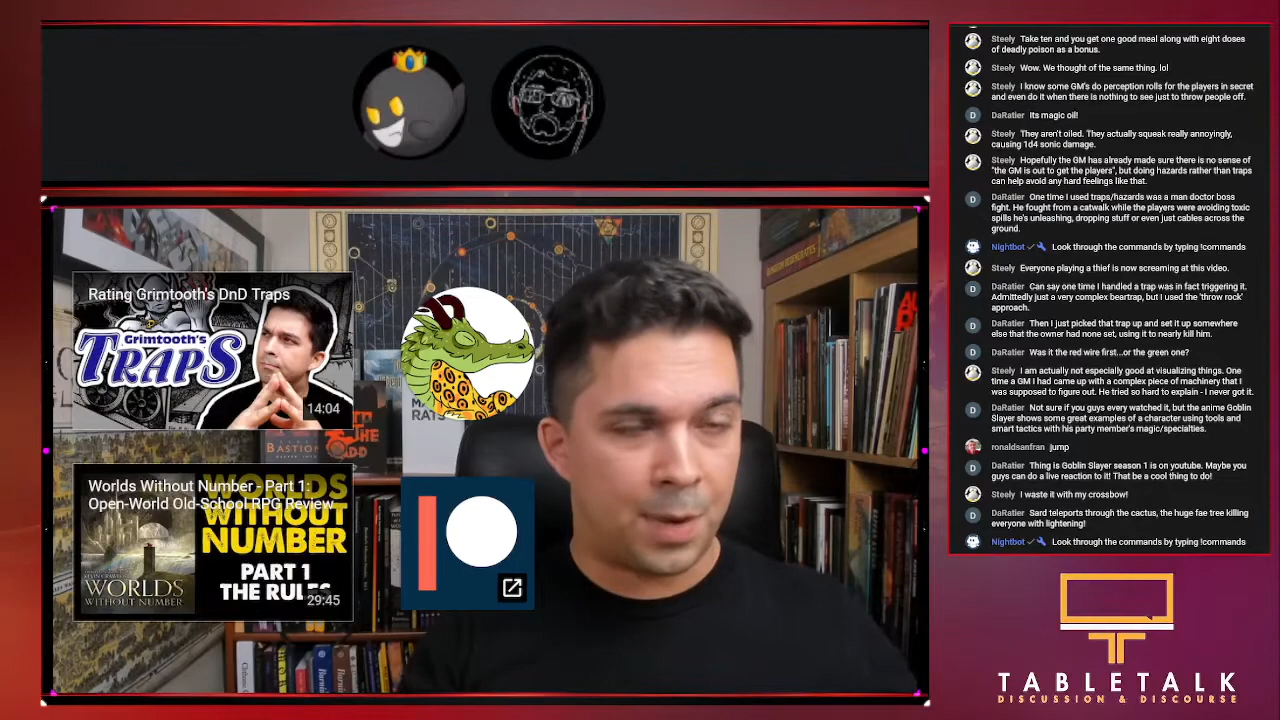 Steely Take ten and you get one good meal along with eight doses
of deadly poison as a bonus.
Steely Wow. We thought of the same thing. lol
Steely I know some GM's do perception rolls for the players in secret
and even do it when there is nothing to see just to throw people off.
D DaRatier Its magic oil!
Steely They aren't oiled. They actually squeak really annoyingly,
causing 1d4 sonic damage.
Steely Hopefully the GM has already made sure there is no sense of
"the GM is out to get the players", but doing hazards rather than traps
can help avoid any hard feelings like that.
D DaRatier One time I used traps/hazards was a man doctor boss
fight. He fought from a catwalk while the players were avoiding toxic
spills he's unleashing, dropping stuff or even just cables across the
ground.
Nightbot Look through the commands by typing !commands
Steely Everyone playing a thief is now screaming at this video.
D DaRatier Can say one time I handled a trap was in fact triggering it.
Admittedly just a very complex beartrap, but I used the 'throw rock'
approach.
D DaRatier Then I just picked that trap up and set it up somewhere
else that the owner had none set, using it to nearly kill him.
D DaRatier Was it the red wire first...or the green one?
Steely I am actually not especially good at visualizing things. One
time a GM I had came up with a complex piece of machinery that I
was supposed to figure out. He tried so hard to explain - I never got it.
D DaRatier Not sure if you guys every watched it, but the anime Goblin
Slayer shows some great examples of a character using tools and
smart tactics with his party member's magic/specialties.
ronaldsanfran jump
D DaRatier Thing is Goblin Slayer season 1 is on youtube. Maybe you
guys can do a live reaction to it! That be a cool thing to do!
Steely I waste it with my crossbow!
D DaRatier Sard teleports through the cactus, the huge fae tree killing
everyone with lightening!
Nightbot Look through the commands by typing !commands
Rating Grimtooth's DnD Traps
Grimtooth's
TRAPS
14:04
Worlds Without Number - Part 1:
Open-World Old-School RPG Review
WORLDS
WITHOUT
NUMBER
PART 1
THE RULES
29:45
WORLDS
WITHOUT NUMBER
BASTION
THE
RATS
TABLETALK
DISCUSSION & DISCOURSE